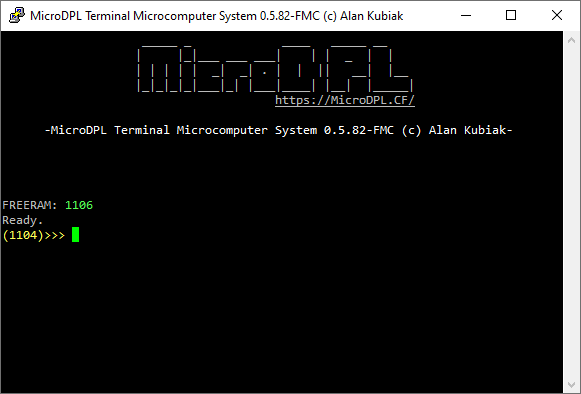 MicroDPL Terminal Microcomputer System 0.5.82-FMC (c) Alan Kubiak
MicroDPL
https://MicroDPL.CF/
-MicroDPL Terminal Microcomputer System 0.5.82-FMC (c) Alan Kubiak-
FREERAM: 1106
Ready.
(1104)>>>